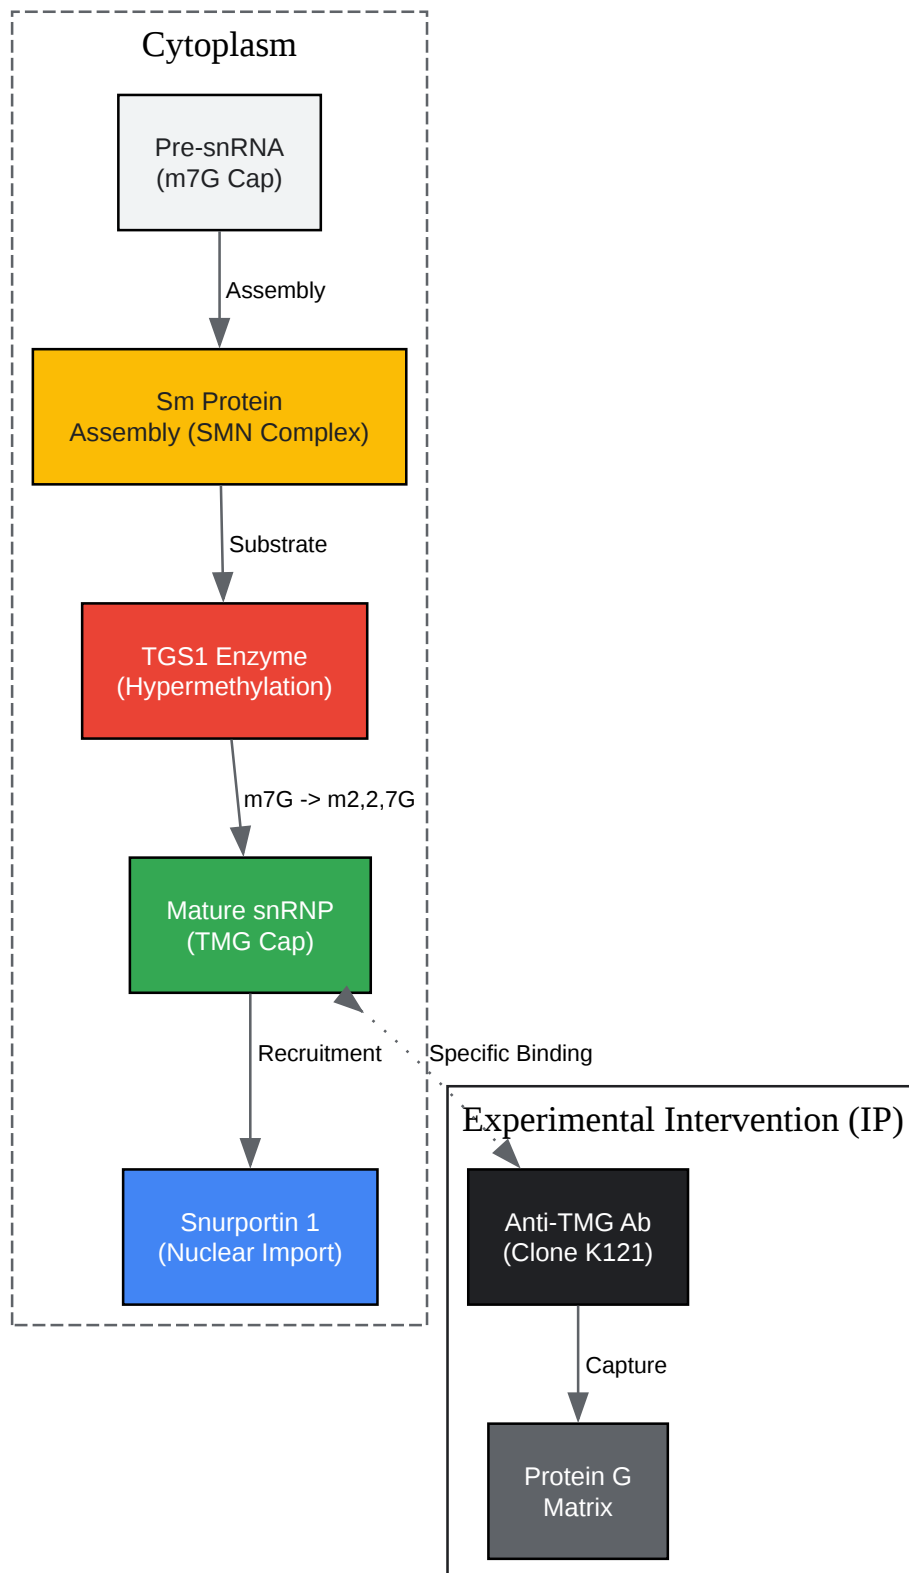 Cytoplasm
Pre-snRNA
(m7G Cap)
Assembly
Sm Protein
Assembly (SMN Complex)
Substrate
TGS1 Enzyme
(Hypermethylation)
m7G -> m2,2,7G
Mature snRNP
(TMG Cap)
Recruitment
Specific Binding
Experimental Intervention (IP)
Snurportin 1
(Nuclear Import)
Anti-TMG Ab
(Clone K121)
Capture
Protein G
Matrix